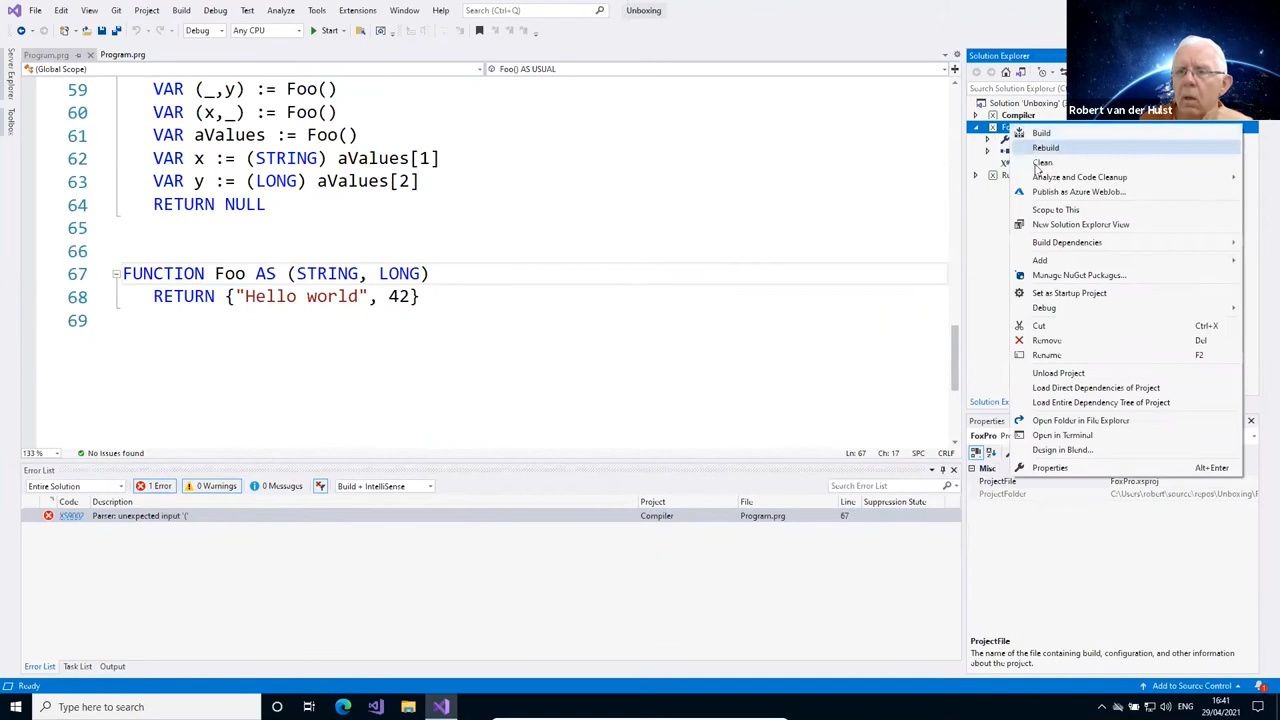 File Edit View Git Project Build Debug Test Analyze Tools Extensions Window Help Search (Ctrl+Q) Unboxing
Debug Any CPU Start
Program.prg Program.prg
(Global Scope) Foo() AS USUAL
59 VAR (_,y) := Foo()
60 VAR (x,_) := Foo()
61 VAR aValues := Foo()
62 VAR x := (STRING) aValues[1]
63 VAR y := (LONG) aValues[2]
64 RETURN NULL
65
66
67 FUNCTION Foo AS (STRING, LONG)
68 RETURN {"Hello world", 42}
69
133 % No issues found Ln: 67 Ch: 17 SPC CRLF
Server Explorer
Toolbox
Error List
Entire Solution 1 Error 0 Warnings 0 Messages Build + IntelliSense Search Error List
Code Description Project File Line Suppression State
XS9002 Parser: unexpected input '(' Compiler Program.prg 67
Error List Task List Output
Solution Explorer
Search Solution Explorer
Solution 'Unboxing'
Compiler
Robert van der Hulst
Build
Rebuild
Clean
Analyze and Code Cleanup
Publish as Azure WebJob...
Scope to This
New Solution Explorer View
Build Dependencies
Add
Manage NuGet Packages...
Set as Startup Project
Debug
Cut Ctrl+X
Remove Del
Rename F2
Unload Project
Load Direct Dependencies of Project
Load Entire Dependency Tree of Project
Open Folder in File Explorer
Open in Terminal
Design in Blend...
Properties Alt+Enter
Properties
FoxPro
Misc
ProjectFile FoxPro.xsproj
ProjectFolder C:\Users\robert\source\repos\Unboxing\F
ProjectFile
The name of the file containing build, configuration, and other information
about the project.
Ready Add to Source Control 1
Type here to search
16:41
29/04/2021